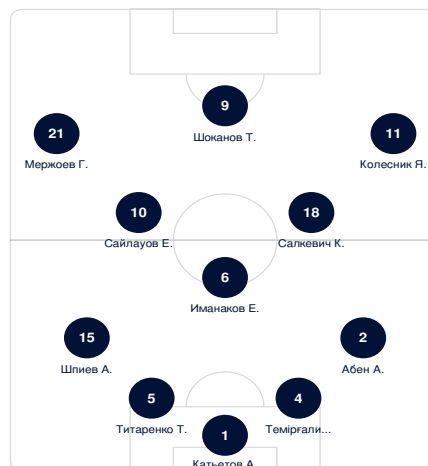 9
Шоканов Т.
21
11
Мержоев Г.
Колесник Я.
10
18
Сайлауов Е.
Салкевич К.
6
Иманаков Е.
15
2
Шпиев А.
Абен А.
5
4
Титаренко Т.
Темірғали...
1
Катьетов А